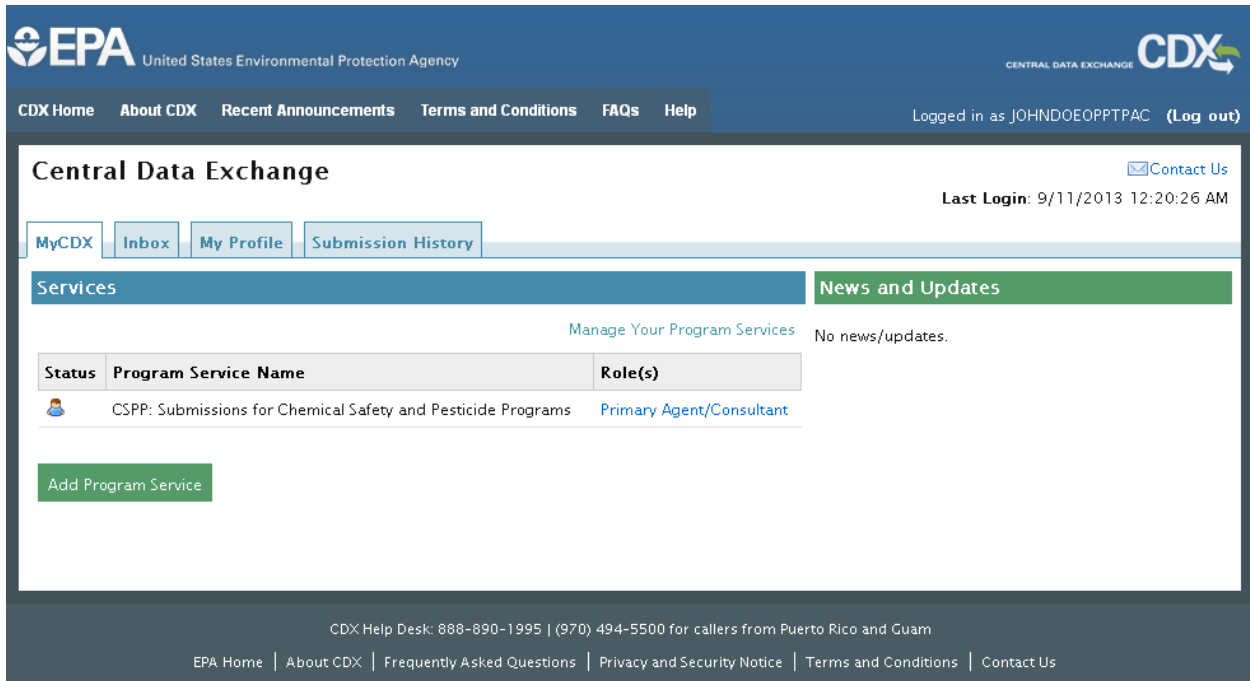 EPA United States Environmental Protection Agency
CENTRAL DATA EXCHANGE CDX
CDX Home About CDX Recent Announcements Terms and Conditions FAQs Help
Logged in as JOHNDOEOPPTPAC (Log out)
Central Data Exchange
Contact Us
Last Login: 9/11/2013 12:20:26 AM
MyCDX Inbox My Profile Submission History
Services
News and Updates
Manage Your Program Services
No news/updates.
Status Program Service Name Role(s)
CSPP: Submissions for Chemical Safety and Pesticide Programs Primary Agent/Consultant
Add Program Service
CDX Help Desk: 888-890-1995 | (970) 494-5500 for callers from Puerto Rico and Guam
EPA Home | About CDX | Frequently Asked Questions | Privacy and Security Notice | Terms and Conditions | Contact Us